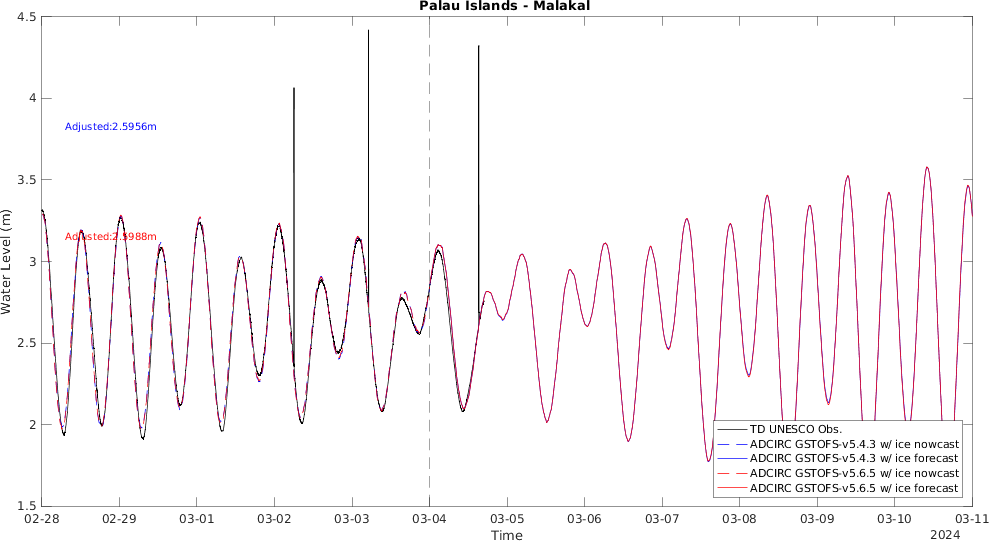 Palau Islands - Malakal
4.5
4
3.5
3
2.5
2
1.5
Water Level (m)
Adjusted:2.5956m
Adjusted:2.5988m
TD UNESCO Obs.
ADCIRC GSTOFS-v5.4.3 w/ ice nowcast
ADCIRC GSTOFS-v5.4.3 w/ ice forecast
ADCIRC GSTOFS-v5.6.5 w/ ice nowcast
ADCIRC GSTOFS-v5.6.5 w/ ice forecast
02-28 02-29 03-01 03-02 03-03 03-04 03-05 03-06 03-07 03-08 03-09 03-10 03-11
Time
2024